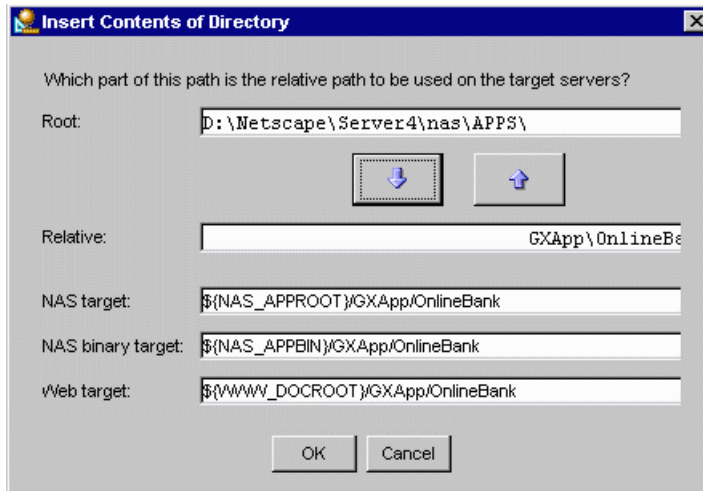 Insert Contents of Directory
Which part of this path is the relative path to be used on the target servers?
Root: D:\Netscape\Server4\nas\APPS\
Relative: GXApp\OnlineBa
NAS target: ${NAS_APPROOT}/GXApp/OnlineBank
NAS binary target: ${NAS_APPBIN}/GXApp/OnlineBank
Web target: ${WWW_DOCROOT}/GXApp/OnlineBank
OK Cancel